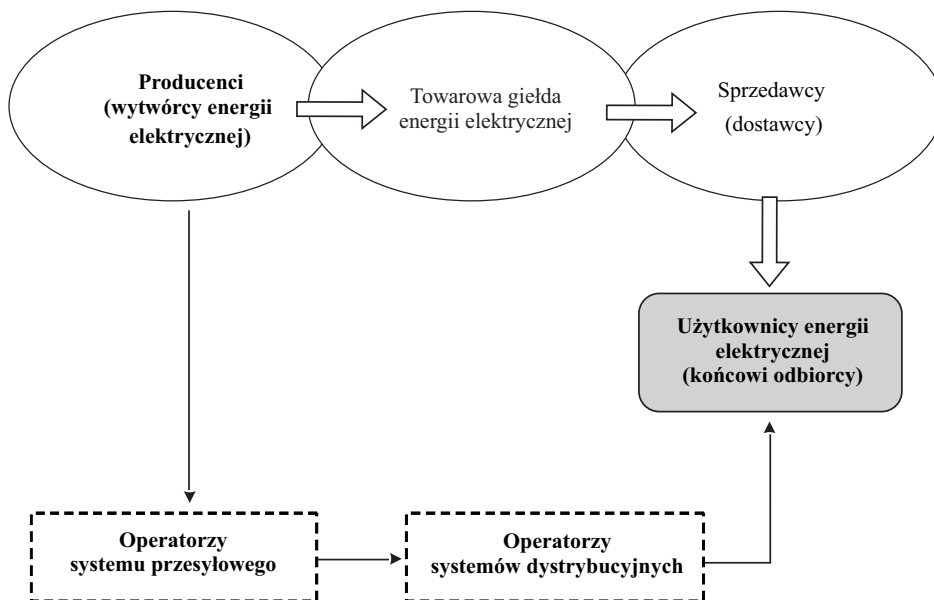 Producenci
(wytwórcy energii
elektrycznej)
Towarowa giełda
energii elektrycznej
Sprzedawcy
(dostawcy)
Użytkownicy energii
elektrycznej
(końcowi odbiorcy)
Operatorzy
systemu przesyłowego
Operatorzy
systemów dystrybucyjnych